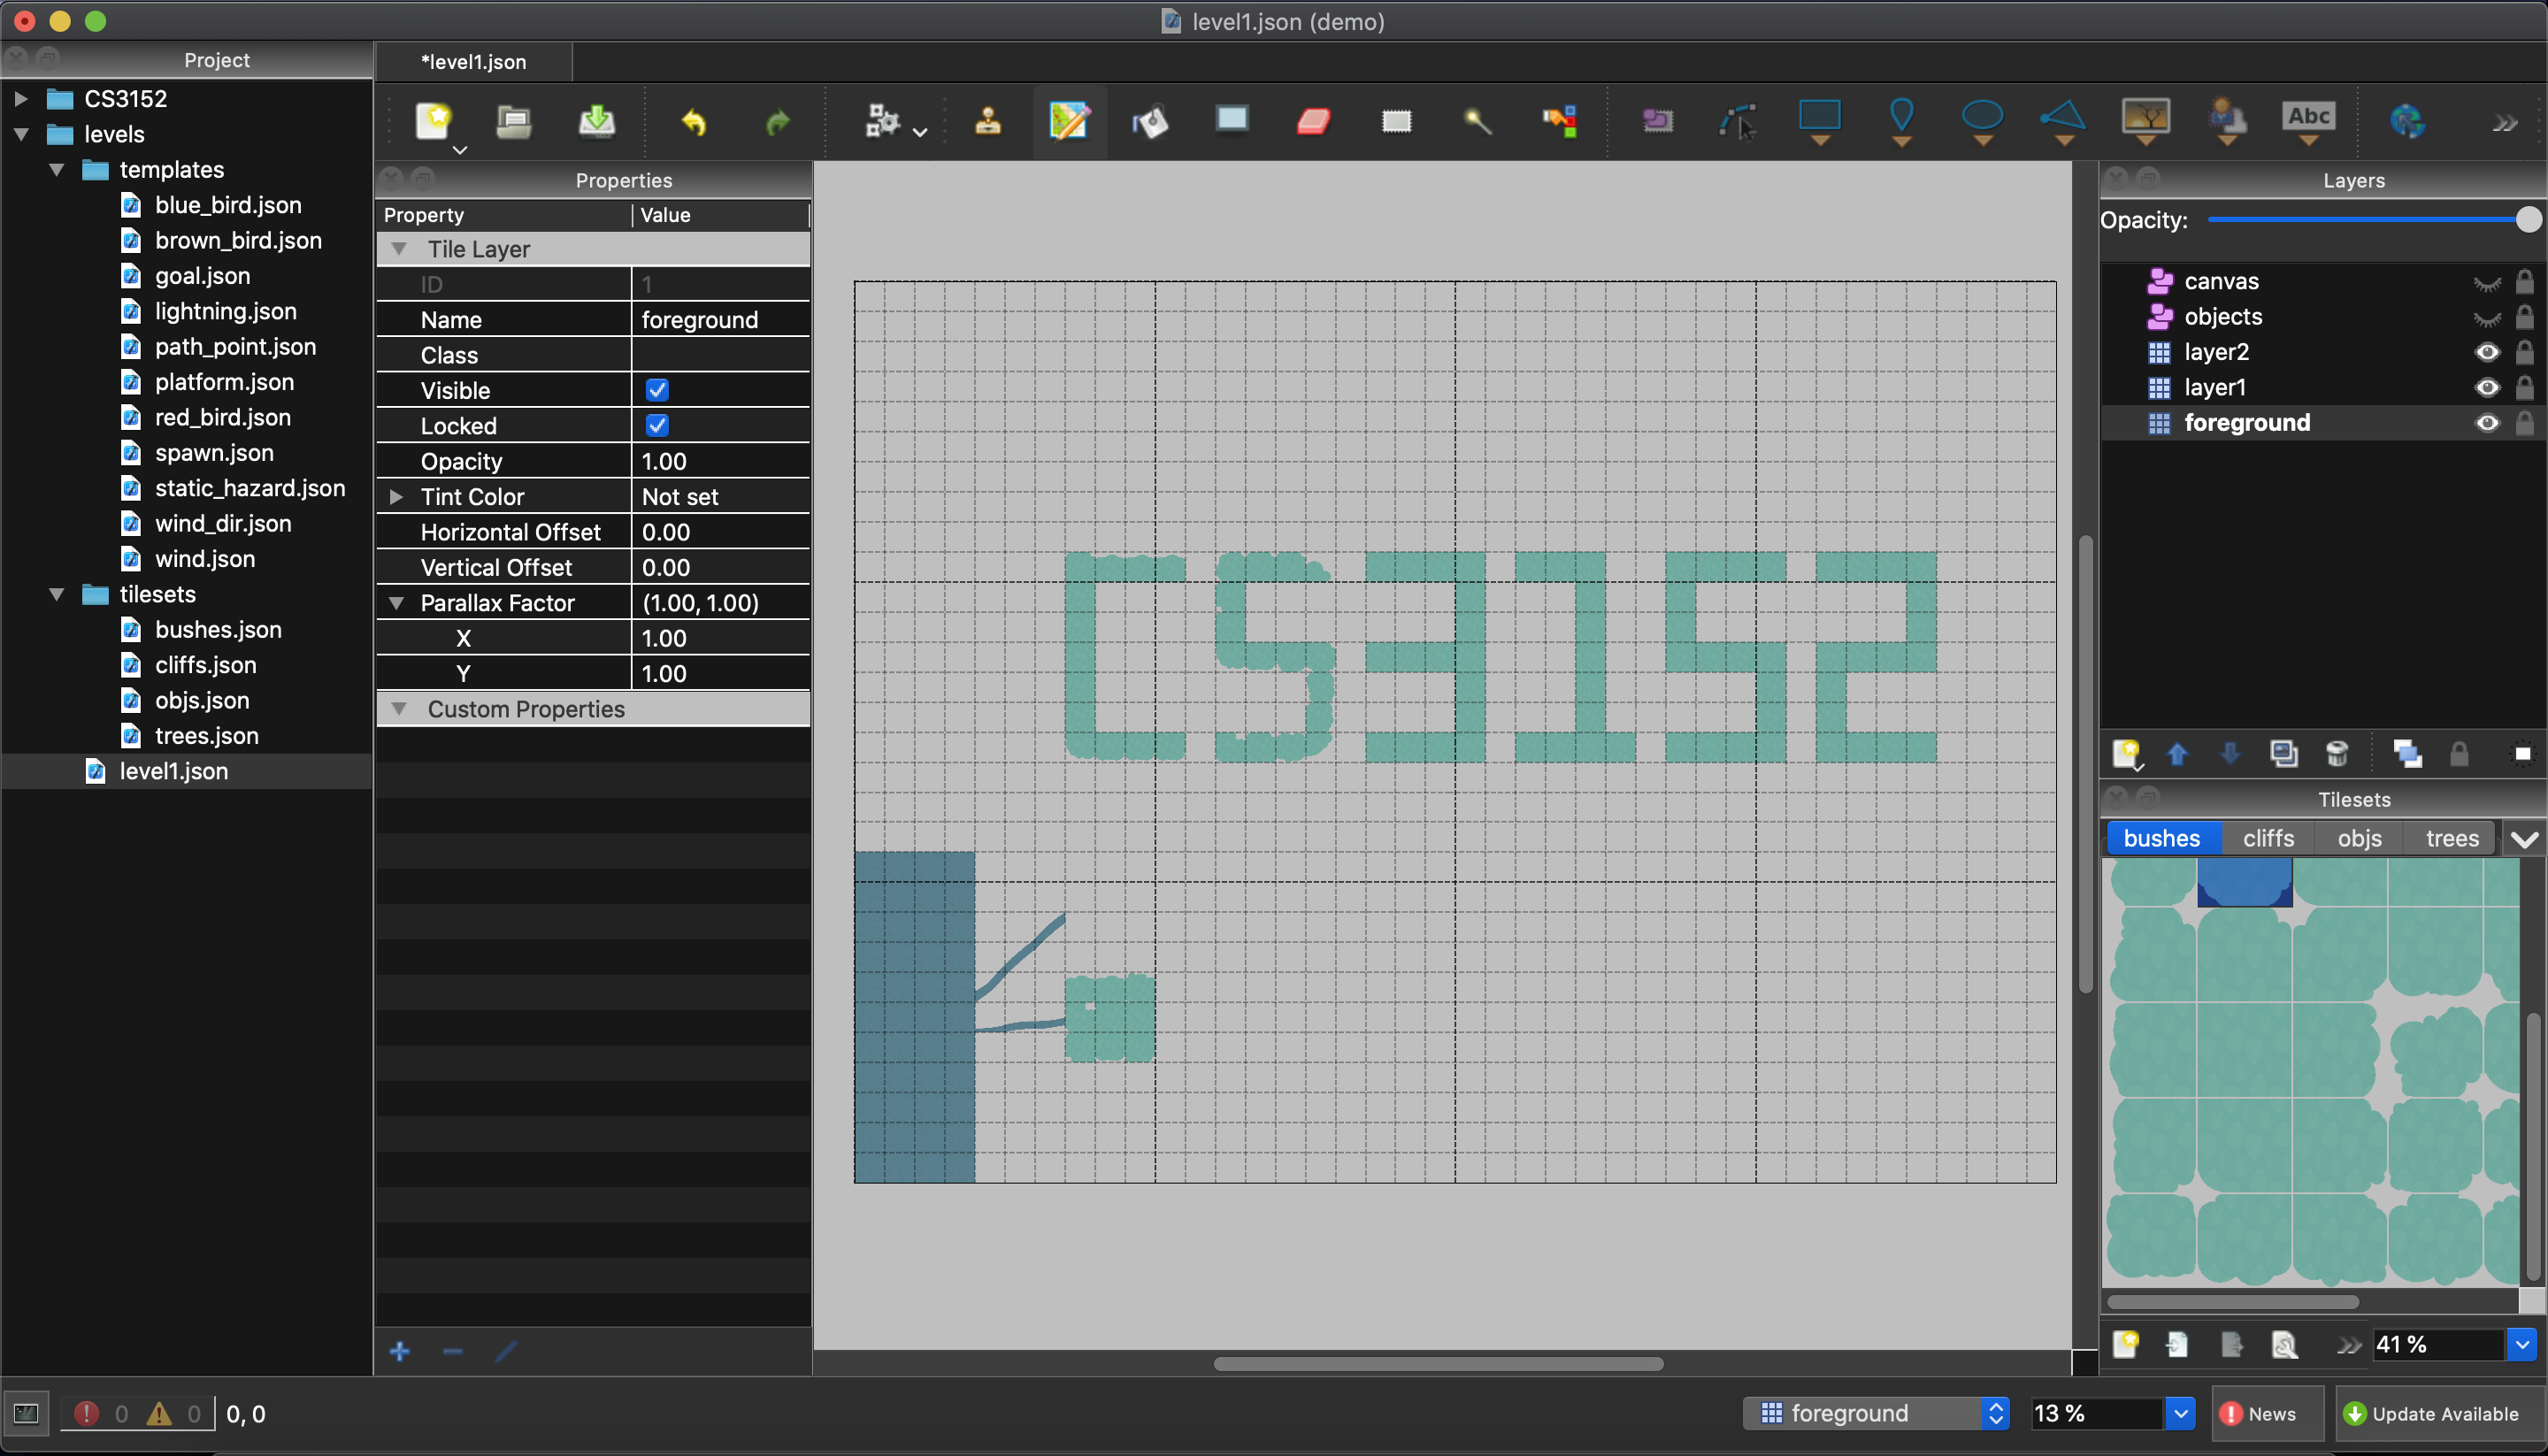 level1.json (demo)
Project
*level1.json
CS3152
levels
templates
blue_bird.json
brown_bird.json
goal.json
lightning.json
path_point.json
platform.json
red_bird.json
spawn.json
static_hazard.json
wind_dir.json
wind.json
tilesets
bushes.json
cliffs.json
objs.json
trees.json
level1.json
Abc
Properties
Property Value
Tile Layer
ID 1
Name foreground
Class
Visible
Locked
Opacity 1.00
Tint Color Not set
Horizontal Offset 0.00
Vertical Offset 0.00
Parallax Factor (1.00, 1.00)
X 1.00
Y 1.00
Custom Properties
CS3152
Layers
Opacity:
canvas
objects
layer2
layer1
foreground
Tilesets
bushes cliffs objs trees
41 %
0 0 0, 0
foreground
13 %
News
Update Available